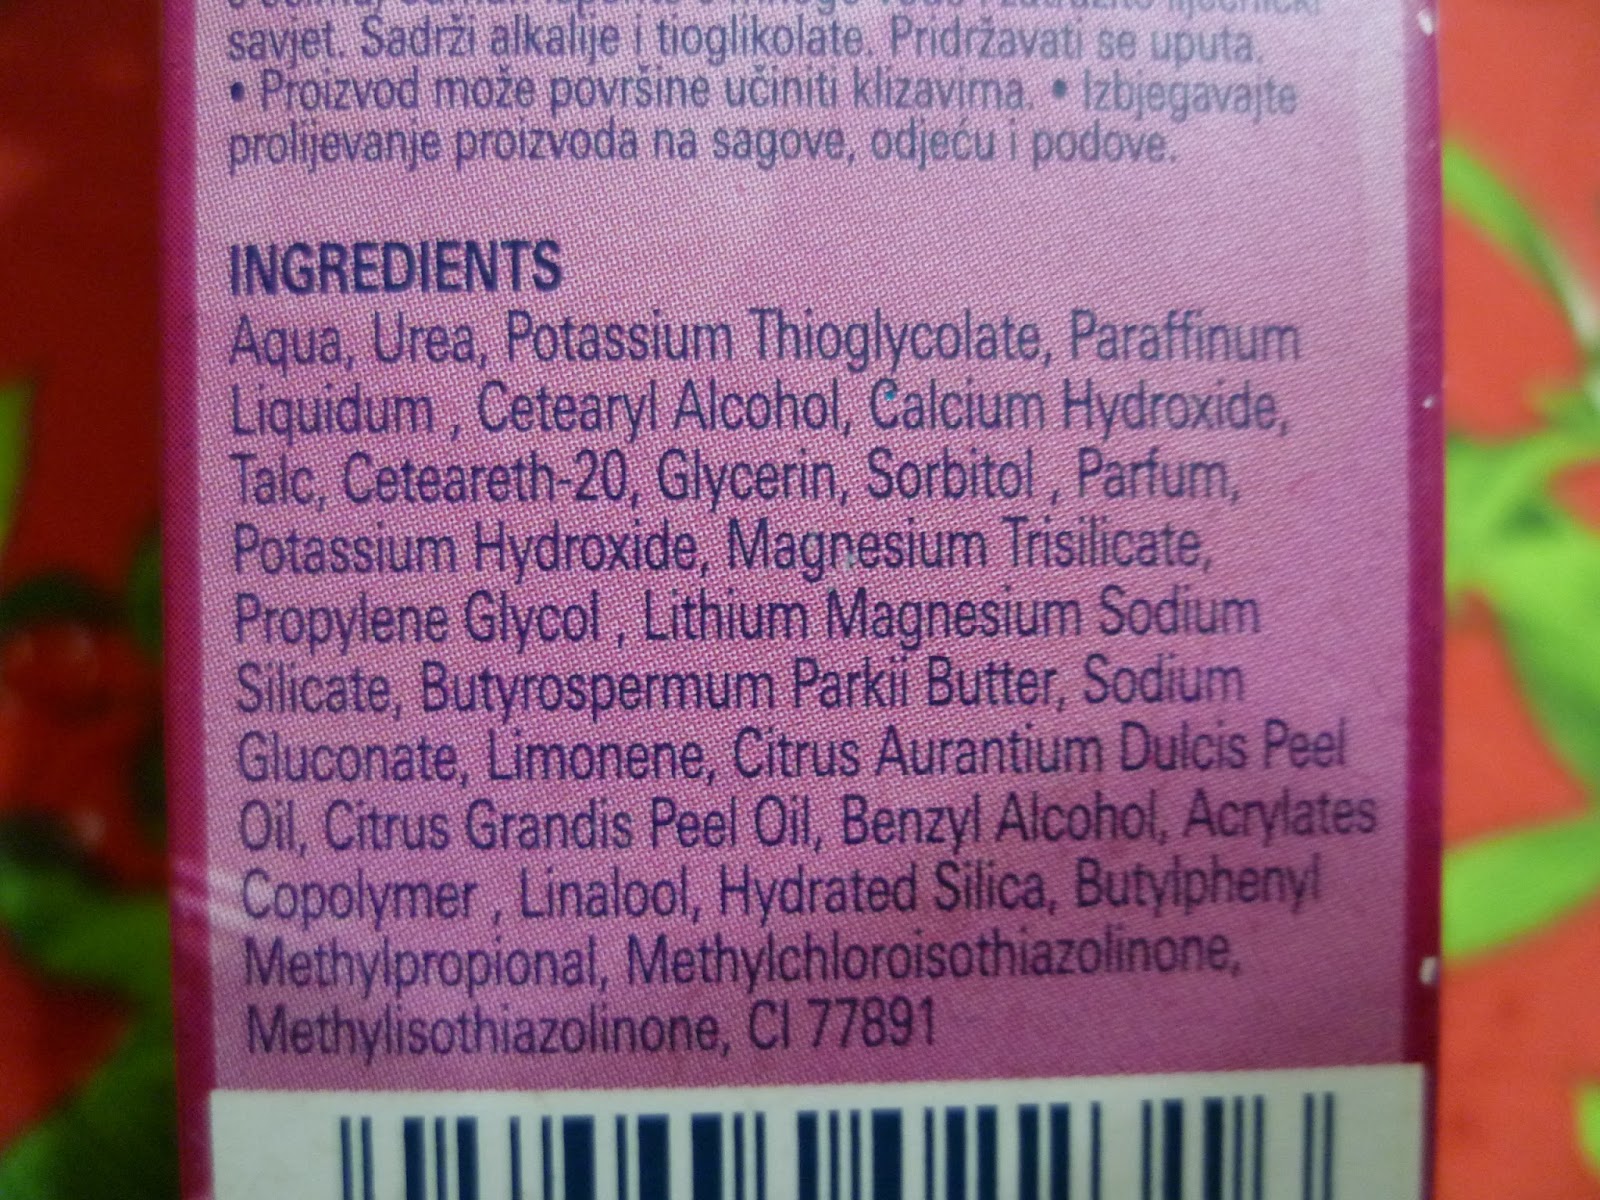 savjet. Sadrži alkalije i tioglikolate. Pridržavati se uputa.
• Proizvod može površine učiniti klizavima. • Izbjegavajte
prolijevanje proizvoda na sagove, odjeću i podove.
INGREDIENTS
Aqua, Urea, Potassium Thioglycolate, Paraffinum
Liquidum , Cetearyl Alcohol, Calcium Hydroxide,
Talc, Ceteareth-20, Glycerin, Sorbitol , Parfum,
Potassium Hydroxide, Magnesium Trisilicate,
Propylene Glycol , Lithium Magnesium Sodium
Silicate, Butyrospermum Parkii Butter, Sodium
Gluconate, Limonene, Citrus Aurantium Dulcis Peel
Oil, Citrus Grandis Peel Oil, Benzyl Alcohol, Acrylates
Copolymer , Linalool, Hydrated Silica, Butylphenyl
Methylpropional, Methylchloroisothiazolinone,
Methylisothiazolinone, CI 77891